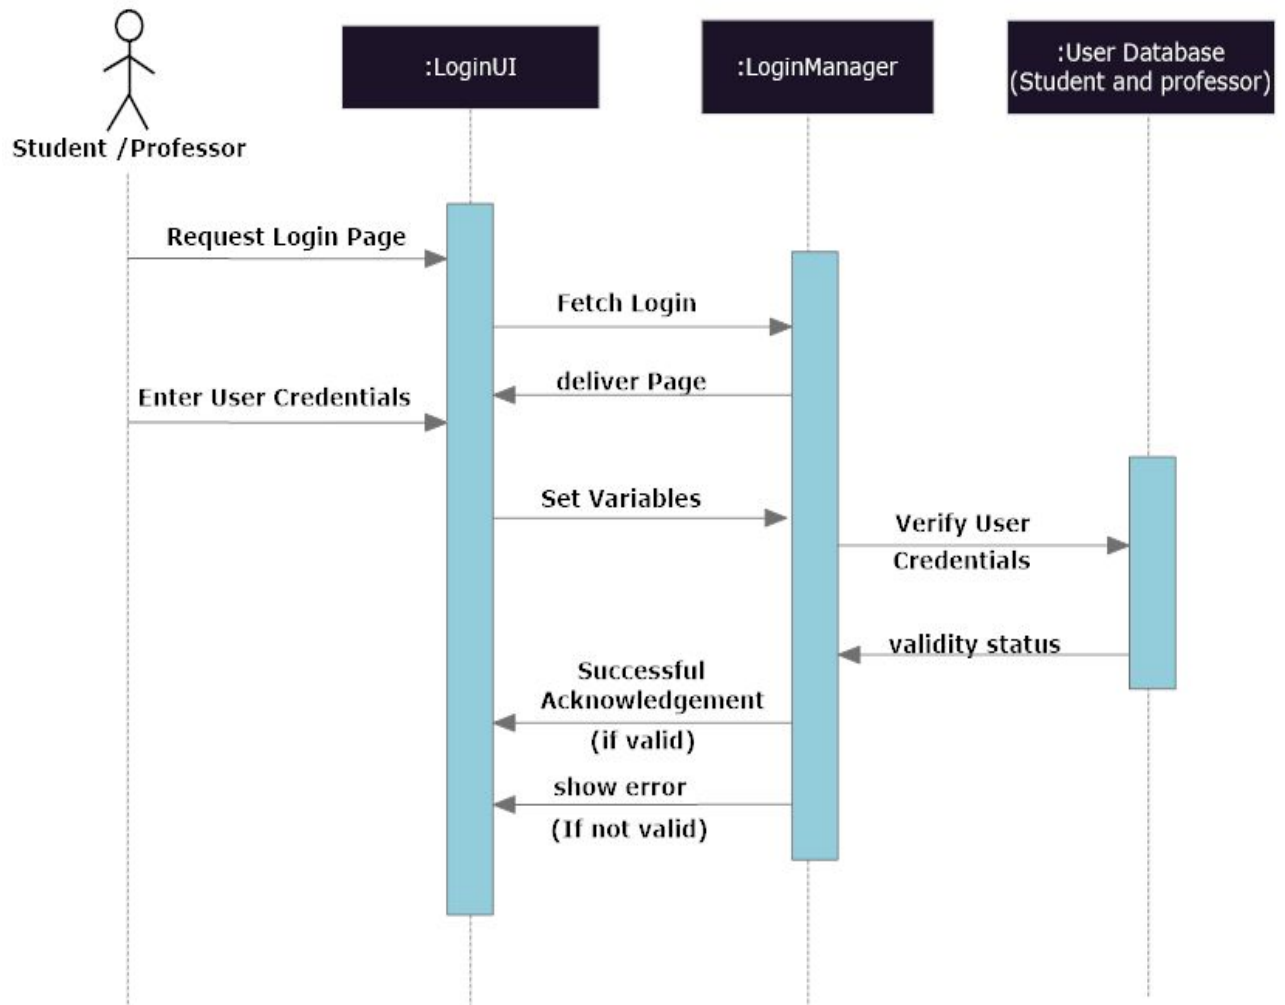 :LoginUI
:LoginManager
:User Database
(Student and professor)
Student /Professor
Request Login Page
Fetch Login
deliver Page
Enter User Credentials
Set Variables
Verify User
Credentials
validity status
Successful
Acknowledgement
(if valid)
show error
(If not valid)